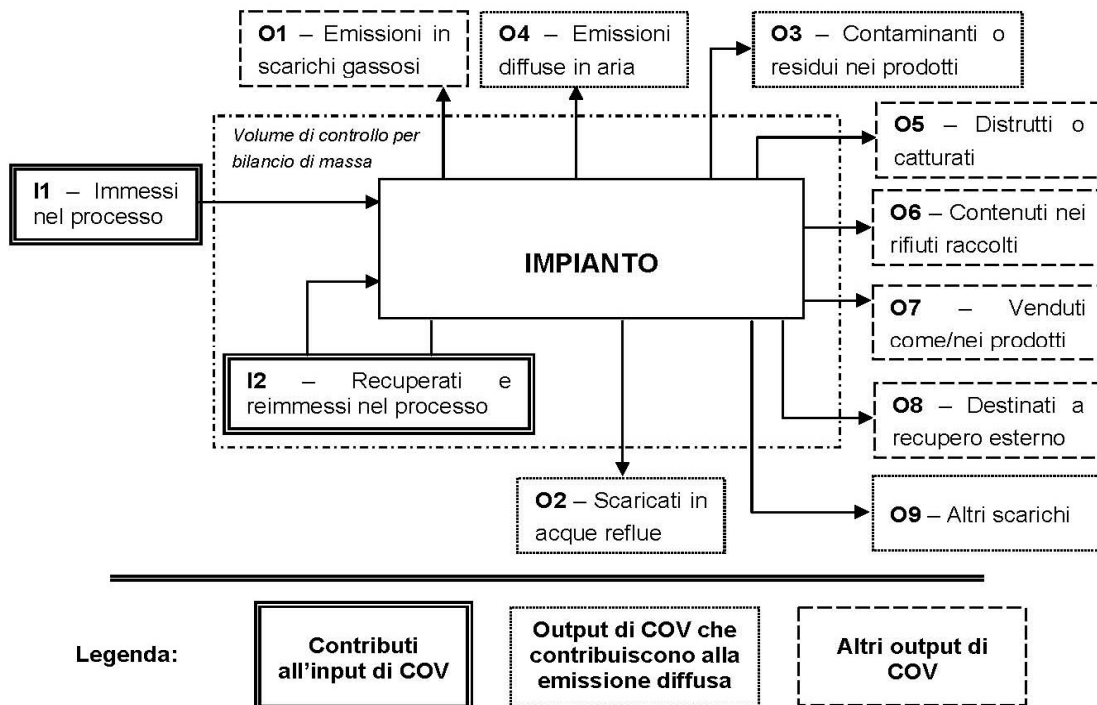 O1 – Emissioni in
scarichi gassosi
O4 – Emissioni
diffuse in aria
O3 – Contaminanti o
residui nei prodotti
Volume di controllo per
bilancio di massa
O5 – Distrutti o
catturati
I1 – Immessi
nel processo
O6 – Contenuti nei
rifiuti raccolti
IMPIANTO
O7 – Venduti
come/nei prodotti
I2 – Recuperati e
reimmessi nel processo
O8 – Destinati a
recupero esterno
O2 – Scaricati in
acque reflue
O9 – Altri scarichi
Legenda:
Contributi
all'input di COV
Output di COV che
contribuiscono alla
emissione diffusa
Altri output di
COV